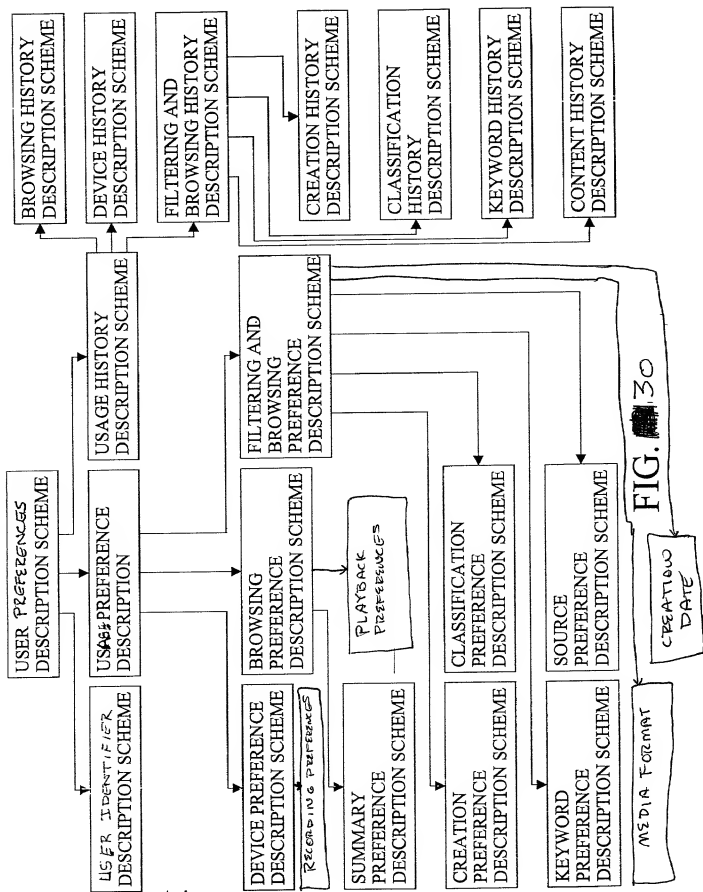 USER PREFERENCES
DESCRIPTION SCHEME
USER IDENTIFIER
DESCRIPTION SCHEME
USAGE PREFERENCE
DESCRIPTION
USAGE HISTORY
DESCRIPTION SCHEME
BROWSING HISTORY
DESCRIPTION SCHEME
DEVICE HISTORY
DESCRIPTION SCHEME
FILTERING AND
BROWSING HISTORY
DESCRIPTION SCHEME
DEVICE PREFERENCE
DESCRIPTION SCHEME
RECORDING PREFERENCES
BROWSING
PREFERENCE
DESCRIPTION SCHEME
FILTERING AND
BROWSING
PREFERENCE
DESCRIPTION SCHEME
CREATION HISTORY
DESCRIPTION SCHEME
SUMMARY
PREFERENCE
DESCRIPTION SCHEME
PLAYBACK
PREFERENCES
CLASSIFICATION
HISTORY
DESCRIPTION SCHEME
CREATION
PREFERENCE
DESCRIPTION SCHEME
CLASSIFICATION
PREFERENCE
DESCRIPTION SCHEME
KEYWORD HISTORY
DESCRIPTION SCHEME
KEYWORD
PREFERENCE
DESCRIPTION SCHEME
SOURCE
PREFERENCE
DESCRIPTION SCHEME
CONTENT HISTORY
DESCRIPTION SCHEME
MEDIA FORMAT
CREATION
DATE
FIG. 30